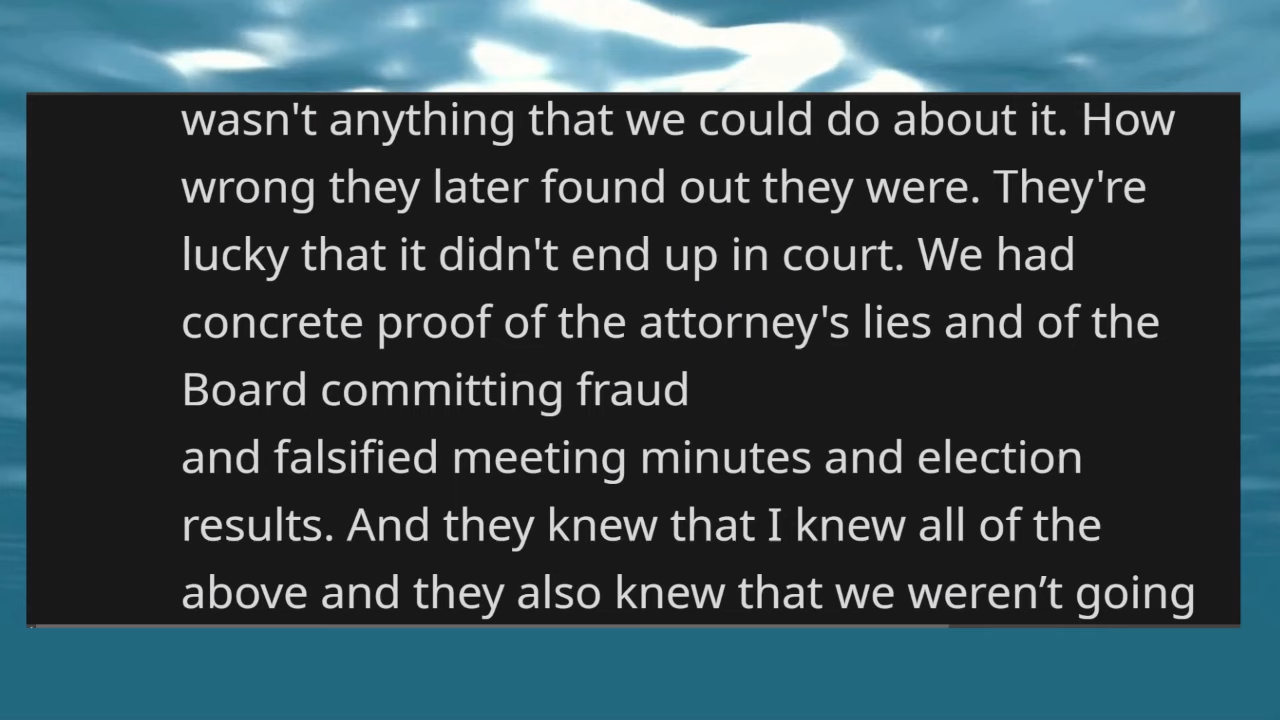 wasn't anything that we could do about it. How
wrong they later found out they were. They're
lucky that it didn't end up in court. We had
concrete proof of the attorney's lies and of the
Board committing fraud
and falsified meeting minutes and election
results. And they knew that I knew all of the
above and they also knew that we weren’t going